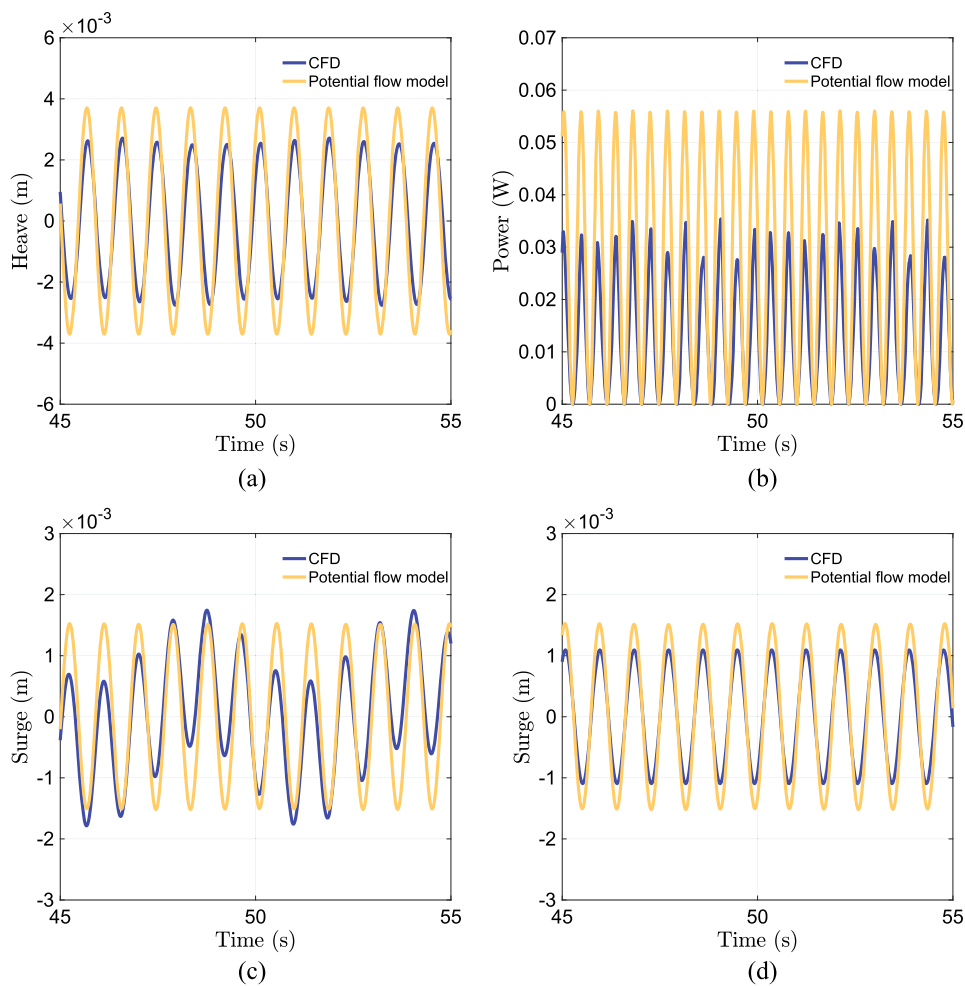 ×10⁻³
6
4
2
0
-2
-4
-6
Heave (m)
CFD
Potential flow model
45
50
55
Time (s)
(a)
0.07
0.06
0.05
0.04
0.03
0.02
0.01
0
Power (W)
CFD
Potential flow model
45
50
55
Time (s)
(b)
×10⁻³
3
2
1
0
-1
-2
-3
Surge (m)
CFD
Potential flow model
45
50
55
Time (s)
(c)
×10⁻³
3
2
1
0
-1
-2
-3
Surge (m)
CFD
Potential flow model
45
50
55
Time (s)
(d)